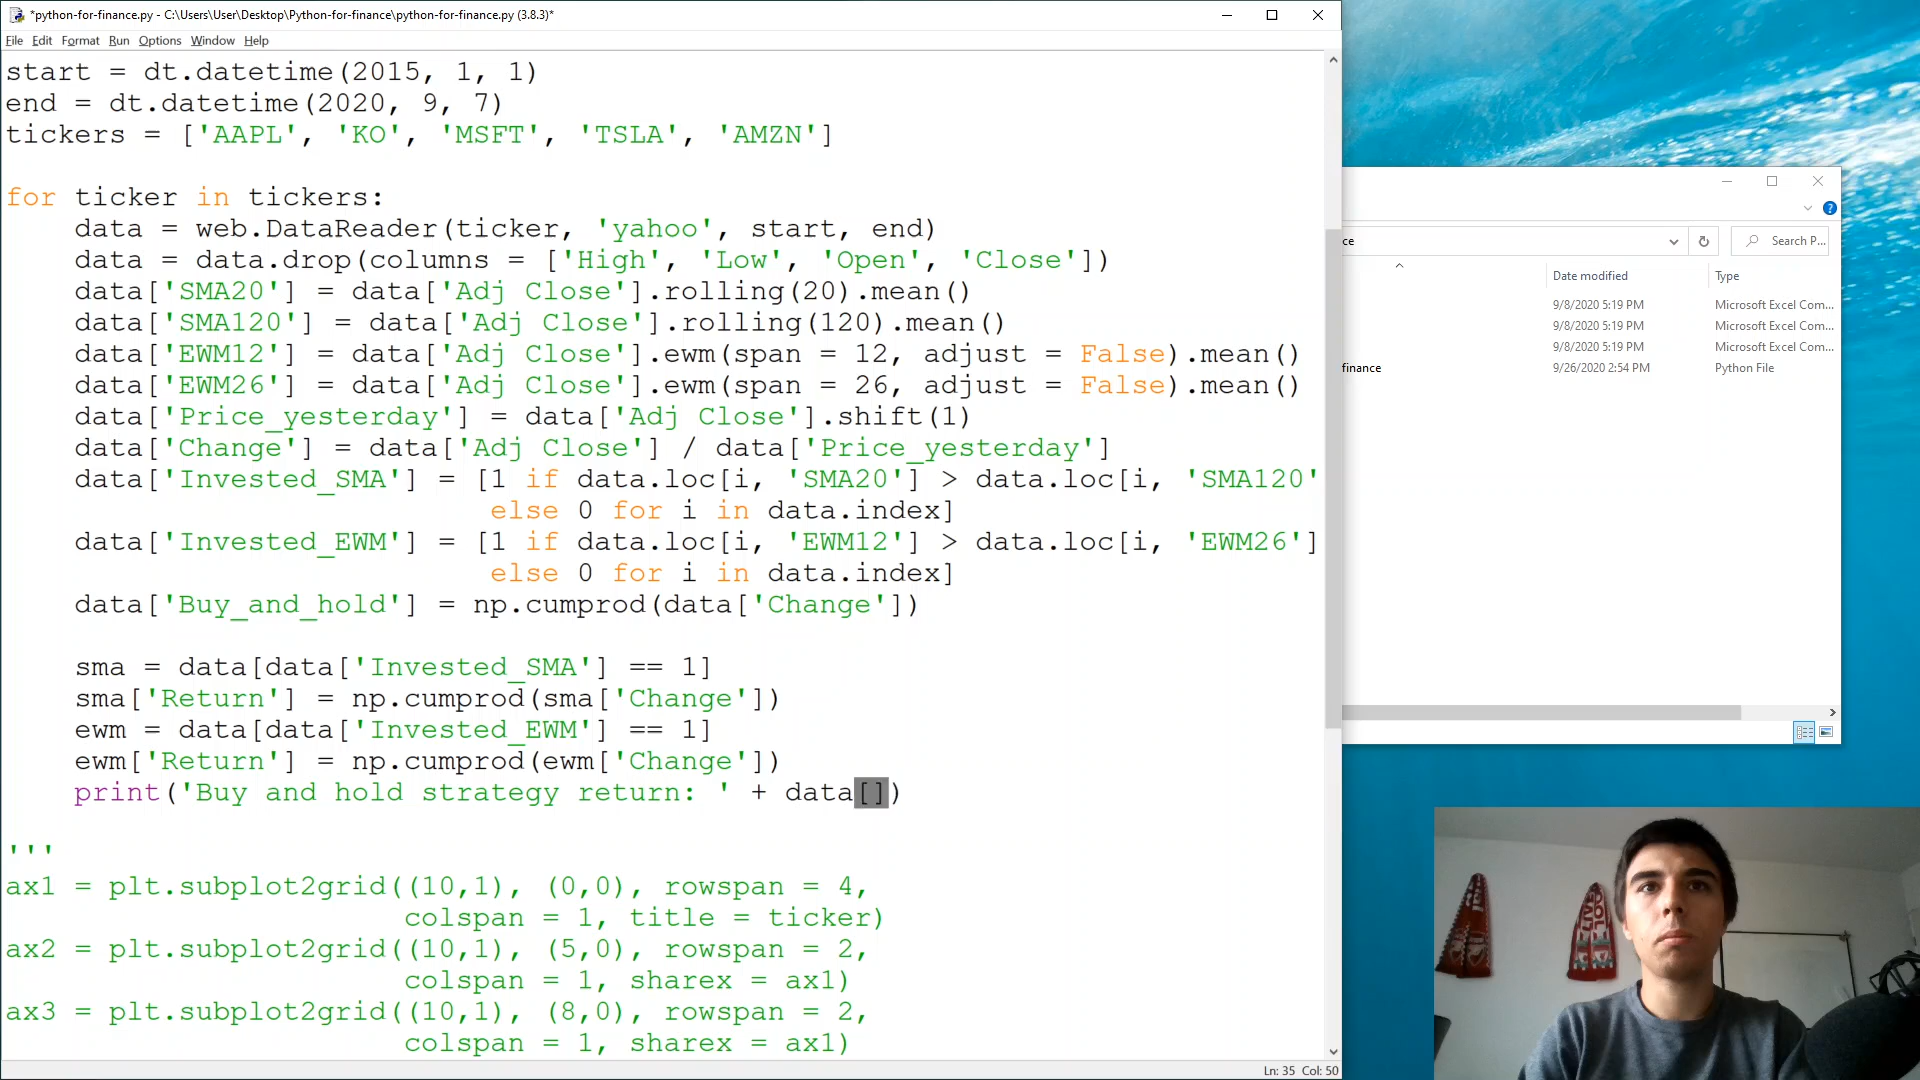 *python-for-finance.py - C:\Users\User\Desktop\Python-for-finance\python-for-finance.py (3.8.3)*
File Edit Format Run Options Window Help
start = dt.datetime(2015, 1, 1)
end = dt.datetime(2020, 9, 7)
tickers = ['AAPL', 'KO', 'MSFT', 'TSLA', 'AMZN']
for ticker in tickers:
    data = web.DataReader(ticker, 'yahoo', start, end)
    data = data.drop(columns = ['High', 'Low', 'Open', 'Close'])
    data['SMA20'] = data['Adj Close'].rolling(20).mean()
    data['SMA120'] = data['Adj Close'].rolling(120).mean()
    data['EWM12'] = data['Adj Close'].ewm(span = 12, adjust = False).mean()
    data['EWM26'] = data['Adj Close'].ewm(span = 26, adjust = False).mean()
    data['Price_yesterday'] = data['Adj Close'].shift(1)
    data['Change'] = data['Adj Close'] / data['Price_yesterday']
    data['Invested_SMA'] = [1 if data.loc[i, 'SMA20'] > data.loc[i, 'SMA120'
                            else 0 for i in data.index]
    data['Invested_EWM'] = [1 if data.loc[i, 'EWM12'] > data.loc[i, 'EWM26']
                            else 0 for i in data.index]
    data['Buy_and_hold'] = np.cumprod(data['Change'])
    sma = data[data['Invested_SMA'] == 1]
    sma['Return'] = np.cumprod(sma['Change'])
    ewm = data[data['Invested_EWM'] == 1]
    ewm['Return'] = np.cumprod(ewm['Change'])
    print('Buy and hold strategy return: ' + data[])
'''
ax1 = plt.subplot2grid((10,1), (0,0), rowspan = 4,
                       colspan = 1, title = ticker)
ax2 = plt.subplot2grid((10,1), (5,0), rowspan = 2,
                       colspan = 1, sharex = ax1)
ax3 = plt.subplot2grid((10,1), (8,0), rowspan = 2,
                       colspan = 1, sharex = ax1)
Ln: 35 Col: 50
ce
Search P...
Date modified Type
9/8/2020 5:19 PM Microsoft Excel Com...
9/8/2020 5:19 PM Microsoft Excel Com...
9/8/2020 5:19 PM Microsoft Excel Com...
finance 9/26/2020 2:54 PM Python File